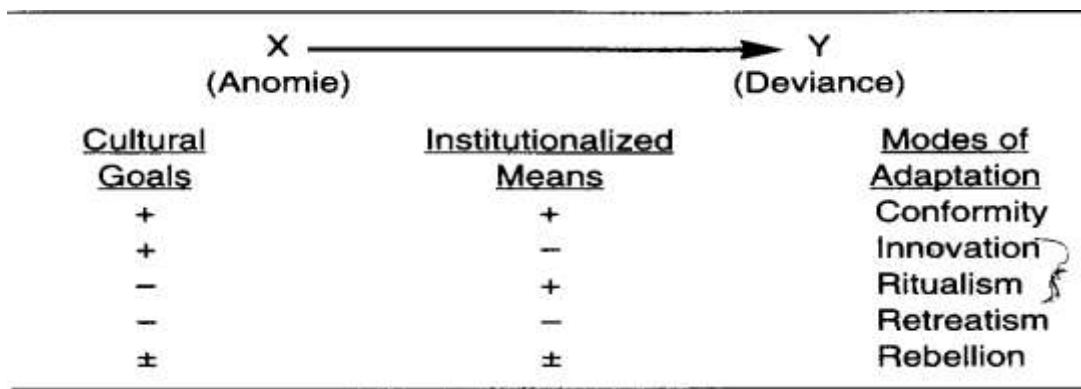 X Y
(Anomie) (Deviance)
Cultural Institutionalized Modes of
Goals Means Adaptation
+ + Conformity
+ − Innovation
− + Ritualism
− − Retreatism
± ± Rebellion